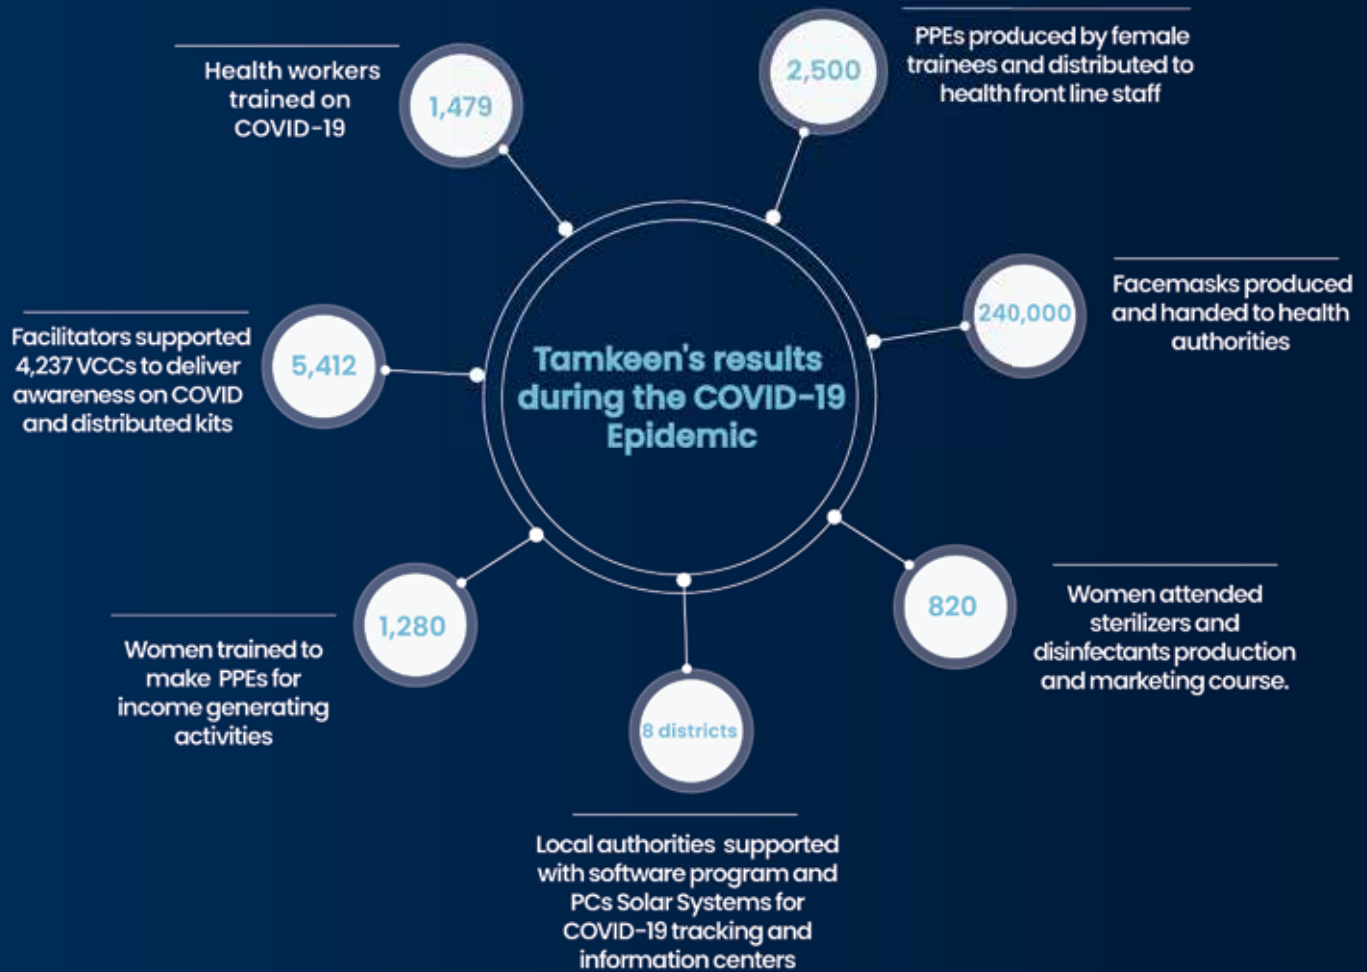 Tamkeen's results
during the COVID-19
Epidemic
2,500
PPEs produced by female
trainees and distributed to
health front line staff
240,000
Facemasks produced
and handed to health
authorities
820
Women attended
sterilizers and
disinfectants production
and marketing course.
8 districts
Local authorities supported
with software program and
PCs Solar Systems for
COVID-19 tracking and
information centers
1,280
Women trained to
make PPEs for
income generating
activities
5,412
Facilitators supported
4,237 VCCs to deliver
awareness on COVID
and distributed kits
1,479
Health workers
trained on
COVID-19